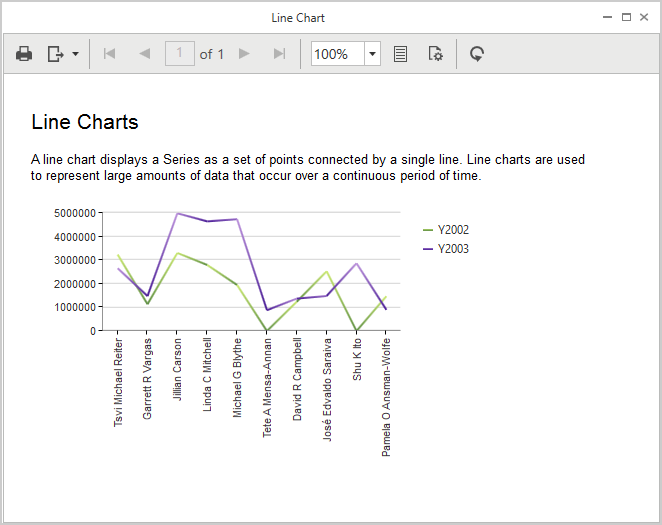 Line Chart
1 of 1
100%
Line Charts
A line chart displays a Series as a set of points connected by a single line. Line charts are used
to represent large amounts of data that occur over a continuous period of time.
5000000
4000000
3000000
2000000
1000000
0
Y2002
Y2003
Tsvi Michael Reiter
Garrett R Vargas
Jillian Carson
Linda C Mitchell
Michael G Blythe
Tete A Mensa-Annan
David R Campbell
José Edvaldo Saraiva
Shu K Ito
Pamela O Ansman-Wolfe